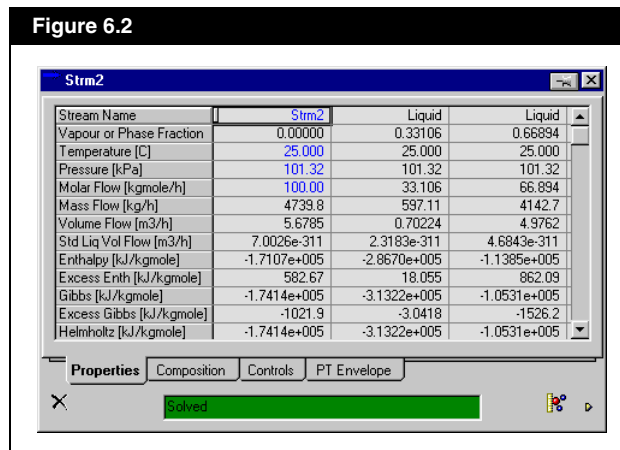 Figure 6.2
Strm2
Stream Name Strm2 Liquid Liquid
Vapour or Phase Fraction 0.00000 0.33106 0.66894
Temperature [C] 25.000 25.000 25.000
Pressure [kPa] 101.32 101.32 101.32
Molar Flow [kgmole/h] 100.00 33.106 66.894
Mass Flow [kg/h] 4739.8 597.11 4142.7
Volume Flow [m3/h] 5.6785 0.70224 4.9762
Std Liq Vol Flow [m3/h] 7.0026e-311 2.3183e-311 4.6843e-311
Enthalpy [kJ/kgmole] -1.7107e+005 -2.8670e+005 -1.1385e+005
Excess Enth [kJ/kgmole] 582.67 18.055 862.09
Gibbs [kJ/kgmole] -1.7414e+005 -3.1322e+005 -1.0531e+005
Excess Gibbs [kJ/kgmole] -1021.9 -3.0418 -1526.2
Helmholtz [kJ/kgmole] -1.7414e+005 -3.1322e+005 -1.0531e+005
Properties Composition Controls PT Envelope
Solved